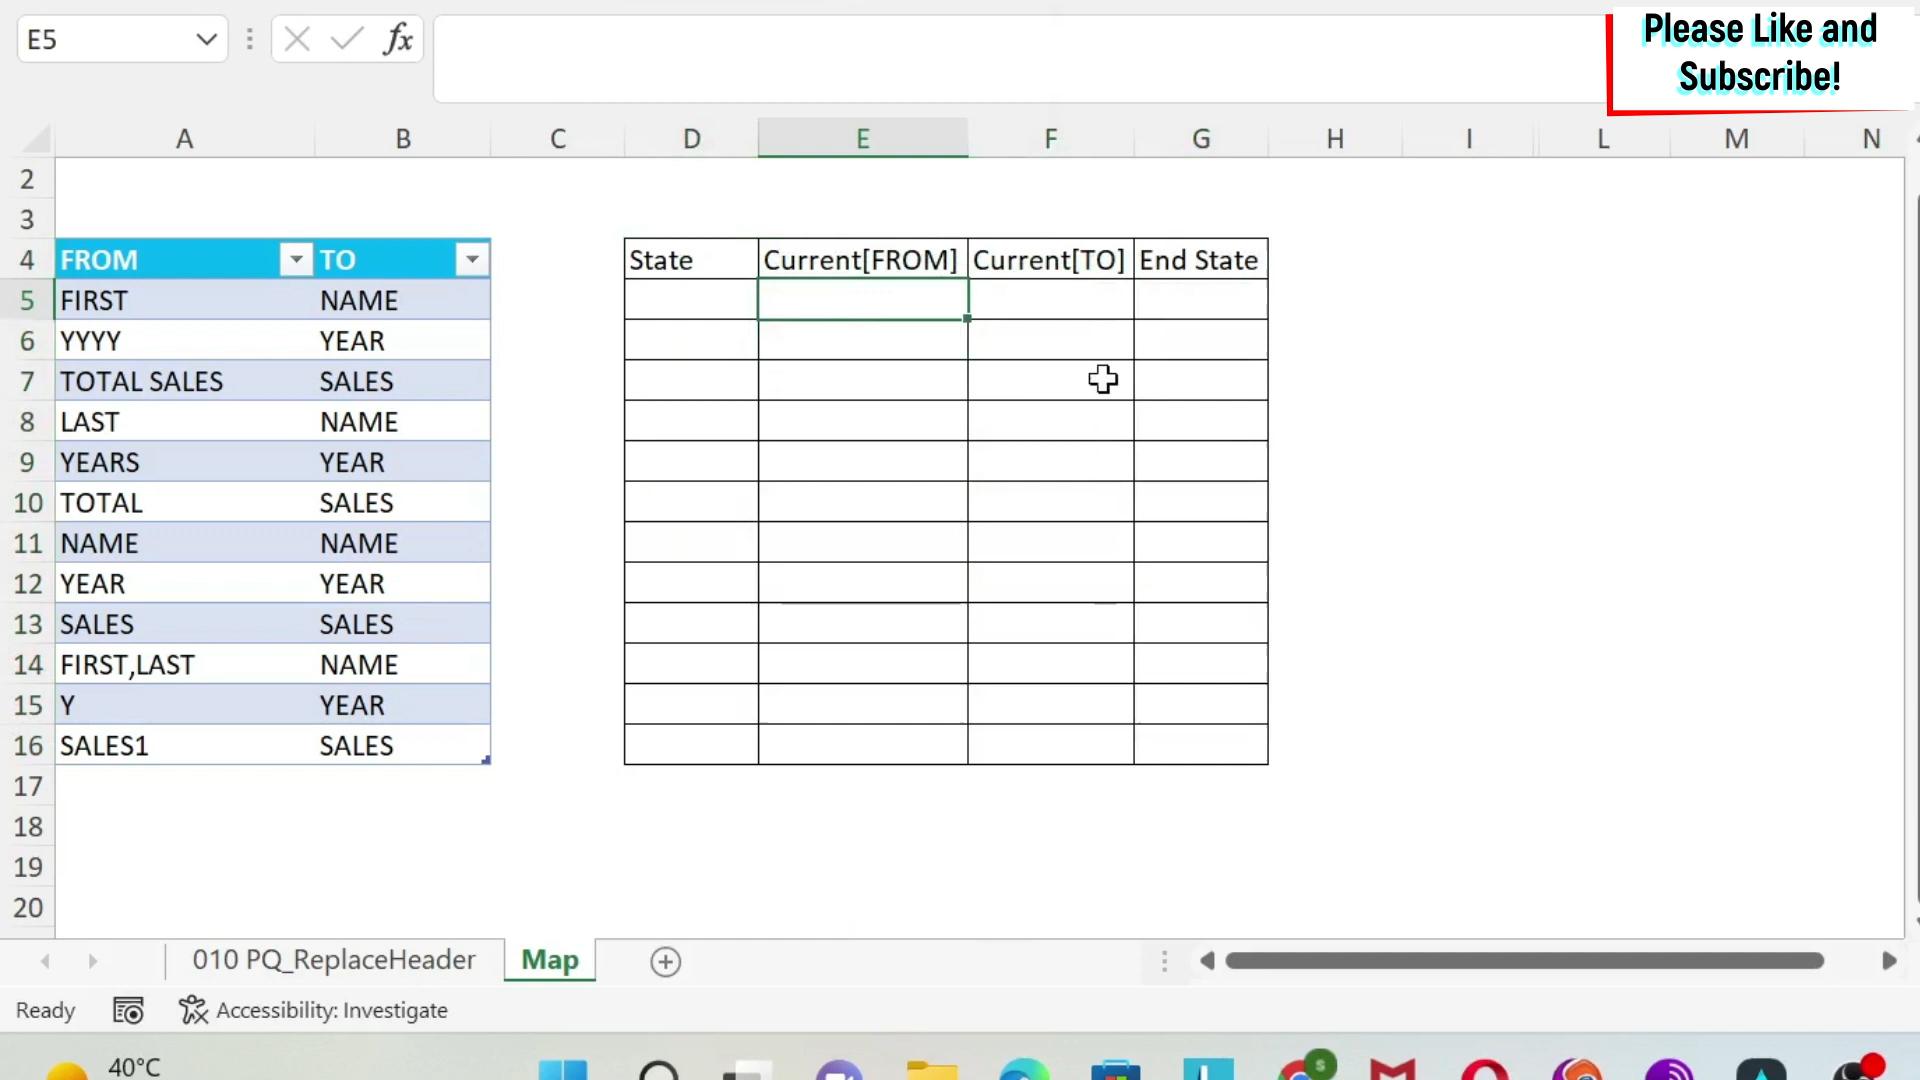 E5
fx
Please Like and
Subscribe!
A B C D E F G H I L M N
2
3
4 FROM TO State Current[FROM] Current[TO] End State
5 FIRST NAME
6 YYYY YEAR
7 TOTAL SALES SALES
8 LAST NAME
9 YEARS YEAR
10 TOTAL SALES
11 NAME NAME
12 YEAR YEAR
13 SALES SALES
14 FIRST,LAST NAME
15 Y YEAR
16 SALES1 SALES
17
18
19
20
010 PQ_ReplaceHeader Map
Ready Accessibility: Investigate
40°C
S